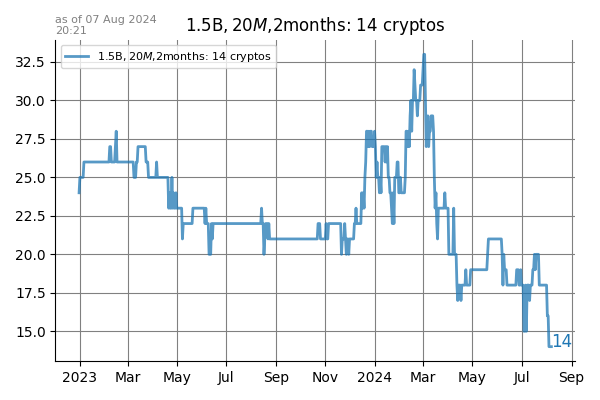 as of 07 Aug 2024
20:21
1.5B, 20M,2months: 14 cryptos
1.5B, 20M,2months: 14 cryptos
32.5
30.0
27.5
25.0
22.5
20.0
17.5
15.0
14
2023 Mar May Jul Sep Nov 2024 Mar May Jul Sep